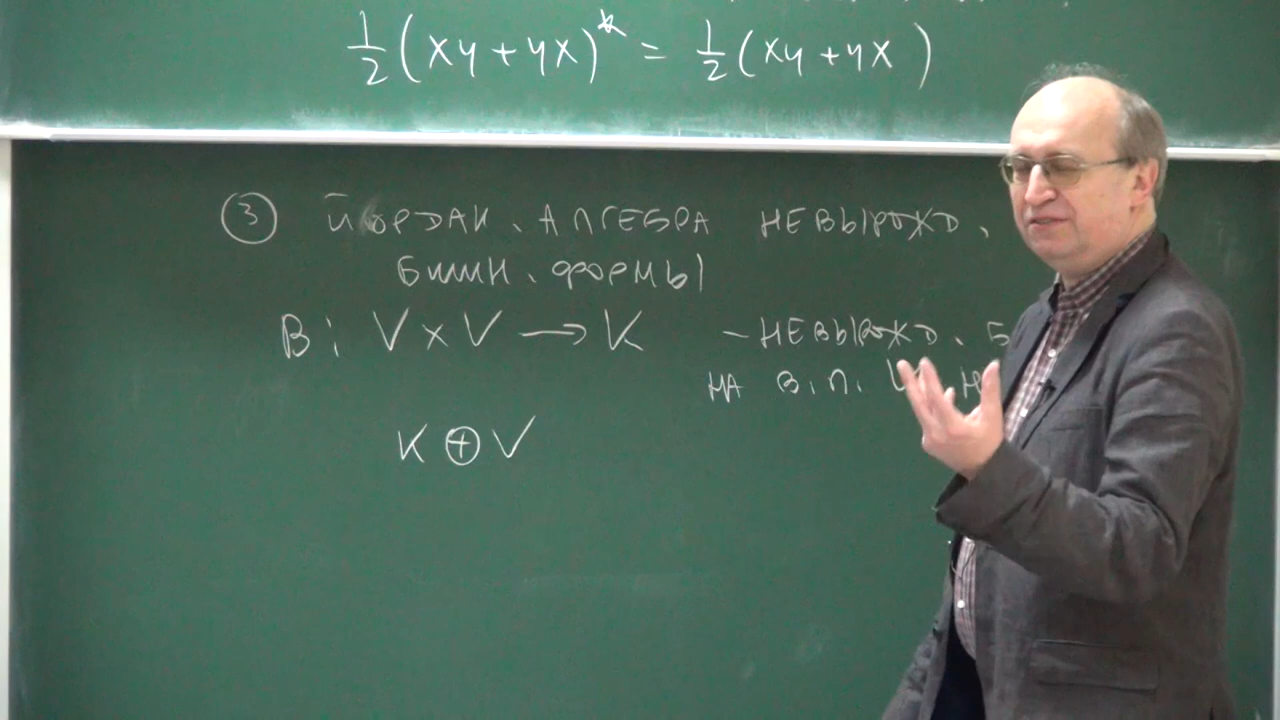 ½(xy+yx)* = ½(xy+yx)
③ ЙОРДАН. АЛГЕБРА НЕВЫРОЖД.
БИЛИН. ФОРМЫ
B: V × V → K – НЕВЫРОЖД. Б
НА В.П.
K ⊕ V